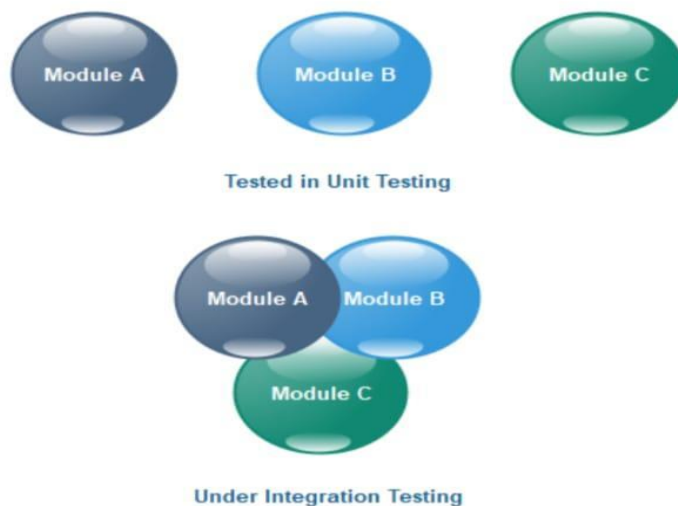 Module A
Module B
Module C
Tested in Unit Testing
Module A
Module B
Module C
Under Integration Testing